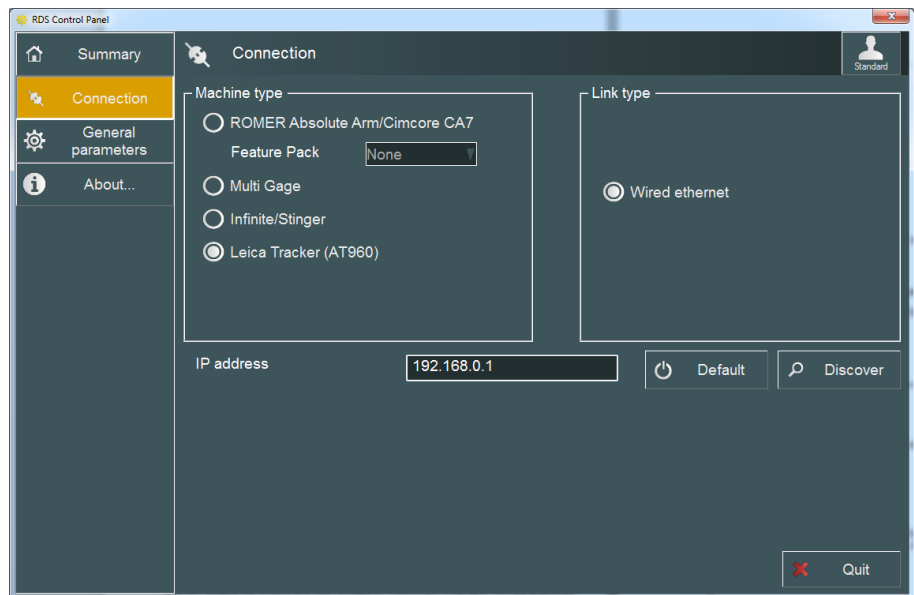 RDS Control Panel
Summary
Connection
Standard
Connection
General
parameters
About...
Machine type
ROMER Absolute Arm/Cimcore CA7
Feature Pack
None
Multi Gage
Infinite/Stinger
Leica Tracker (AT960)
Link type
Wired ethernet
IP address
192.168.0.1
Default
Discover
Quit